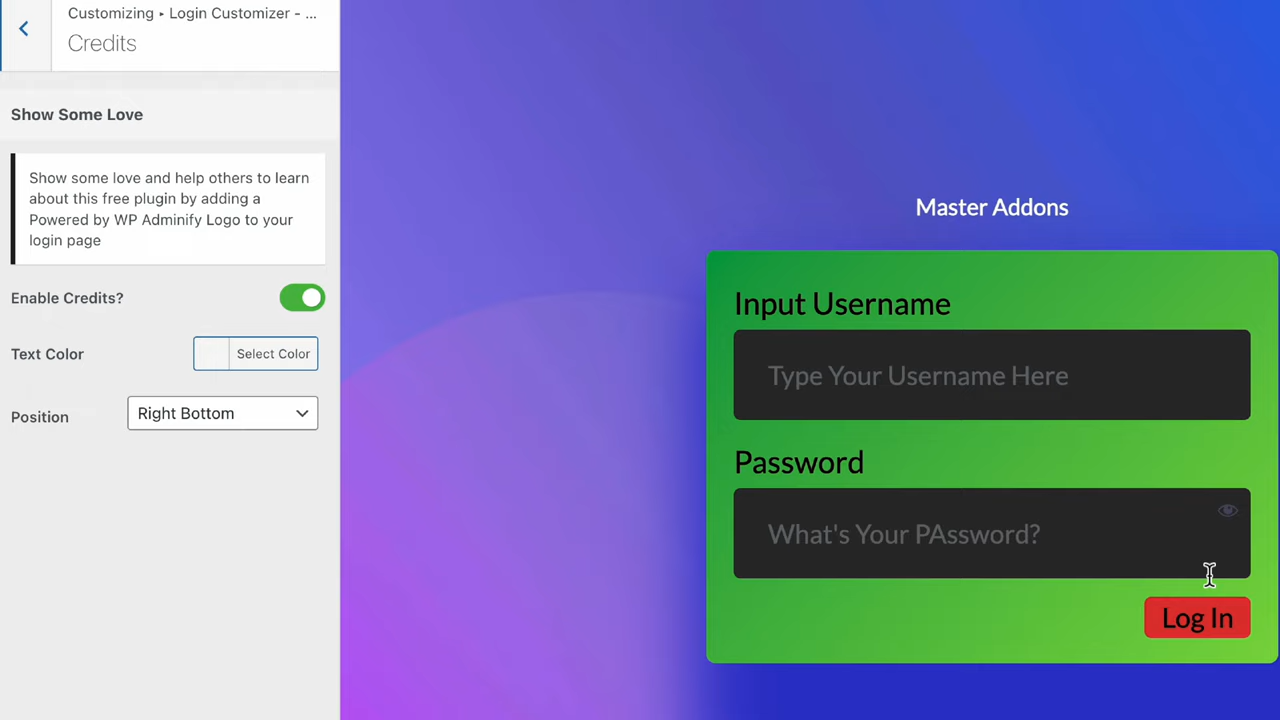 Customizing ▸ Login Customizer - ...
Credits
Show Some Love
Show some love and help others to learn
about this free plugin by adding a
Powered by WP Adminify Logo to your
login page
Enable Credits?
Text Color
Select Color
Position
Right Bottom
Master Addons
Input Username
Type Your Username Here
Password
What's Your PAssword?
Log In